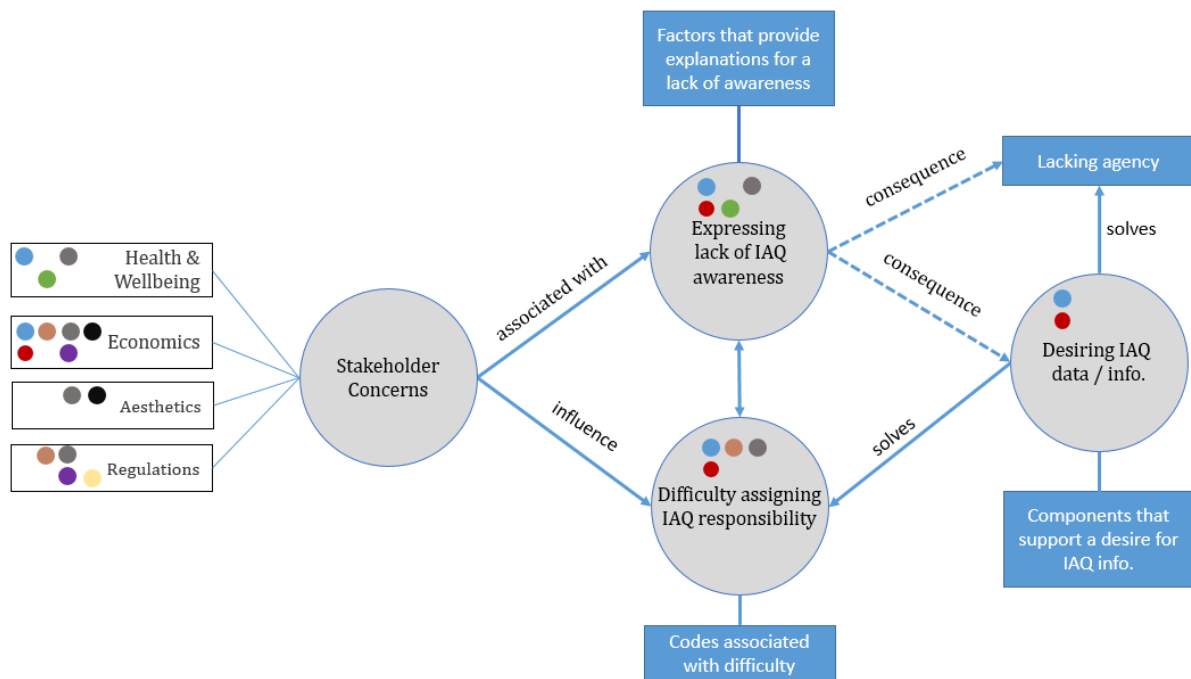 Factors that provide
explanations for a
lack of awareness
consequence
Lacking agency
solves
Expressing
lack of IAQ
awareness
associated with
consequence
Health &
Wellbeing
Economics
Aesthetics
Regulations
Stakeholder
Concerns
Desiring IAQ
data / info.
influence
solves
Difficulty assigning
IAQ responsibility
Components that
support a desire for
IAQ info.
Codes associated
with difficulty